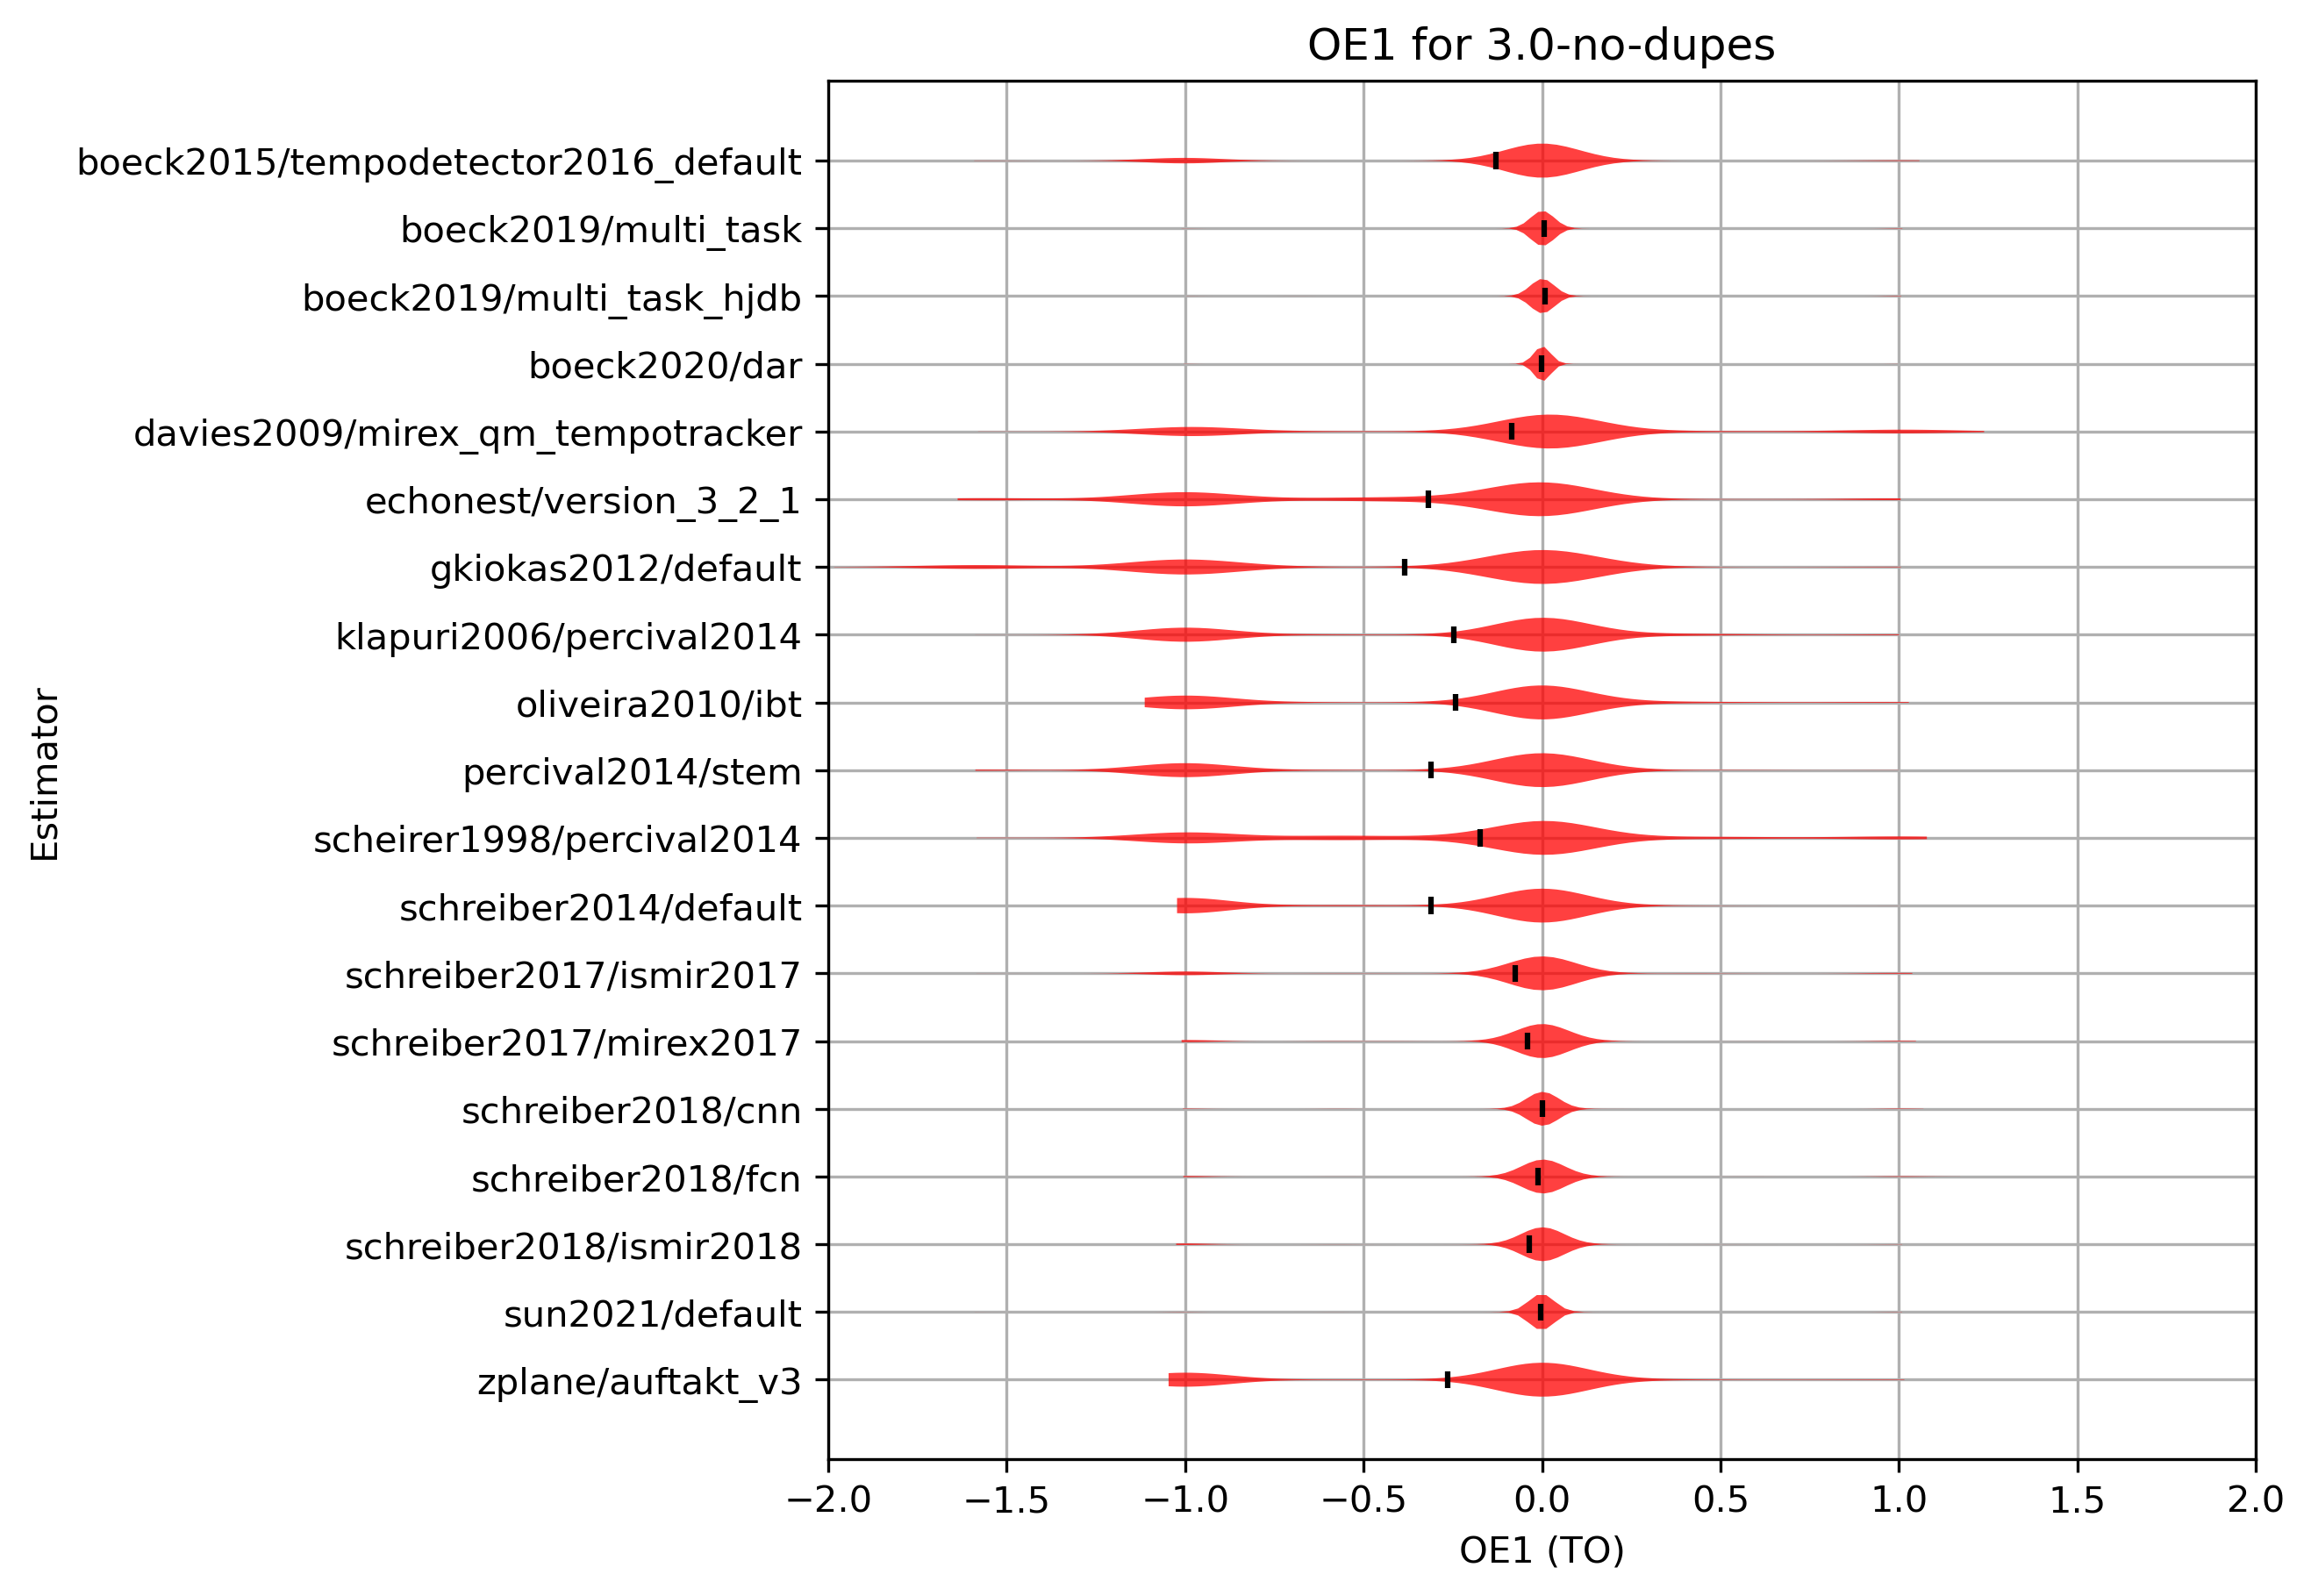 OE1 for 3.0-no-dupes
boeck2015/tempodetector2016_default
boeck2019/multi_task
boeck2019/multi_task_hjdb
boeck2020/dar
davies2009/mirex_qm_tempotracker
echonest/version_3_2_1
gkiokas2012/default
klapuri2006/percival2014
oliveira2010/ibt
percival2014/stem
scheirer1998/percival2014
schreiber2014/default
schreiber2017/ismir2017
schreiber2017/mirex2017
schreiber2018/cnn
schreiber2018/fcn
schreiber2018/ismir2018
sun2021/default
zplane/auftakt_v3
Estimator
−2.0 −1.5 −1.0 −0.5 0.0 0.5 1.0 1.5 2.0
OE1 (TO)